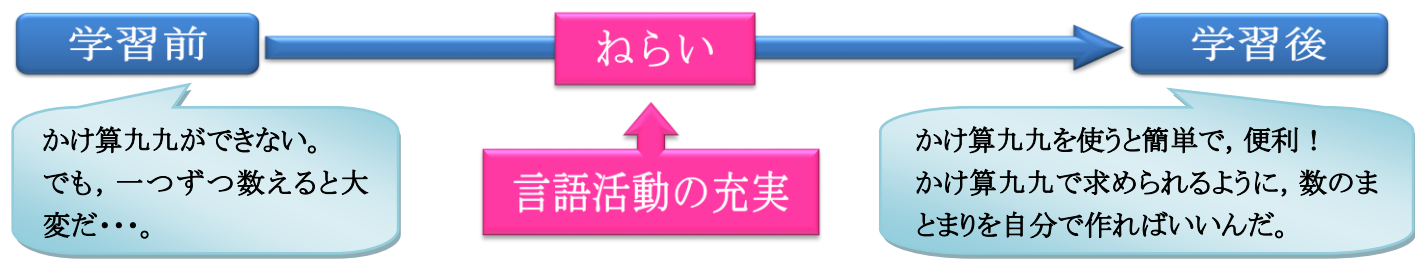 学習前
ねらい
学習後
かけ算九九ができない。
でも，一つずつ数えると大
変だ・・・。
言語活動の充実
かけ算九九を使うと簡単で，便利！
かけ算九九で求められるように，数のま
とまりを自分で作ればいいんだ。